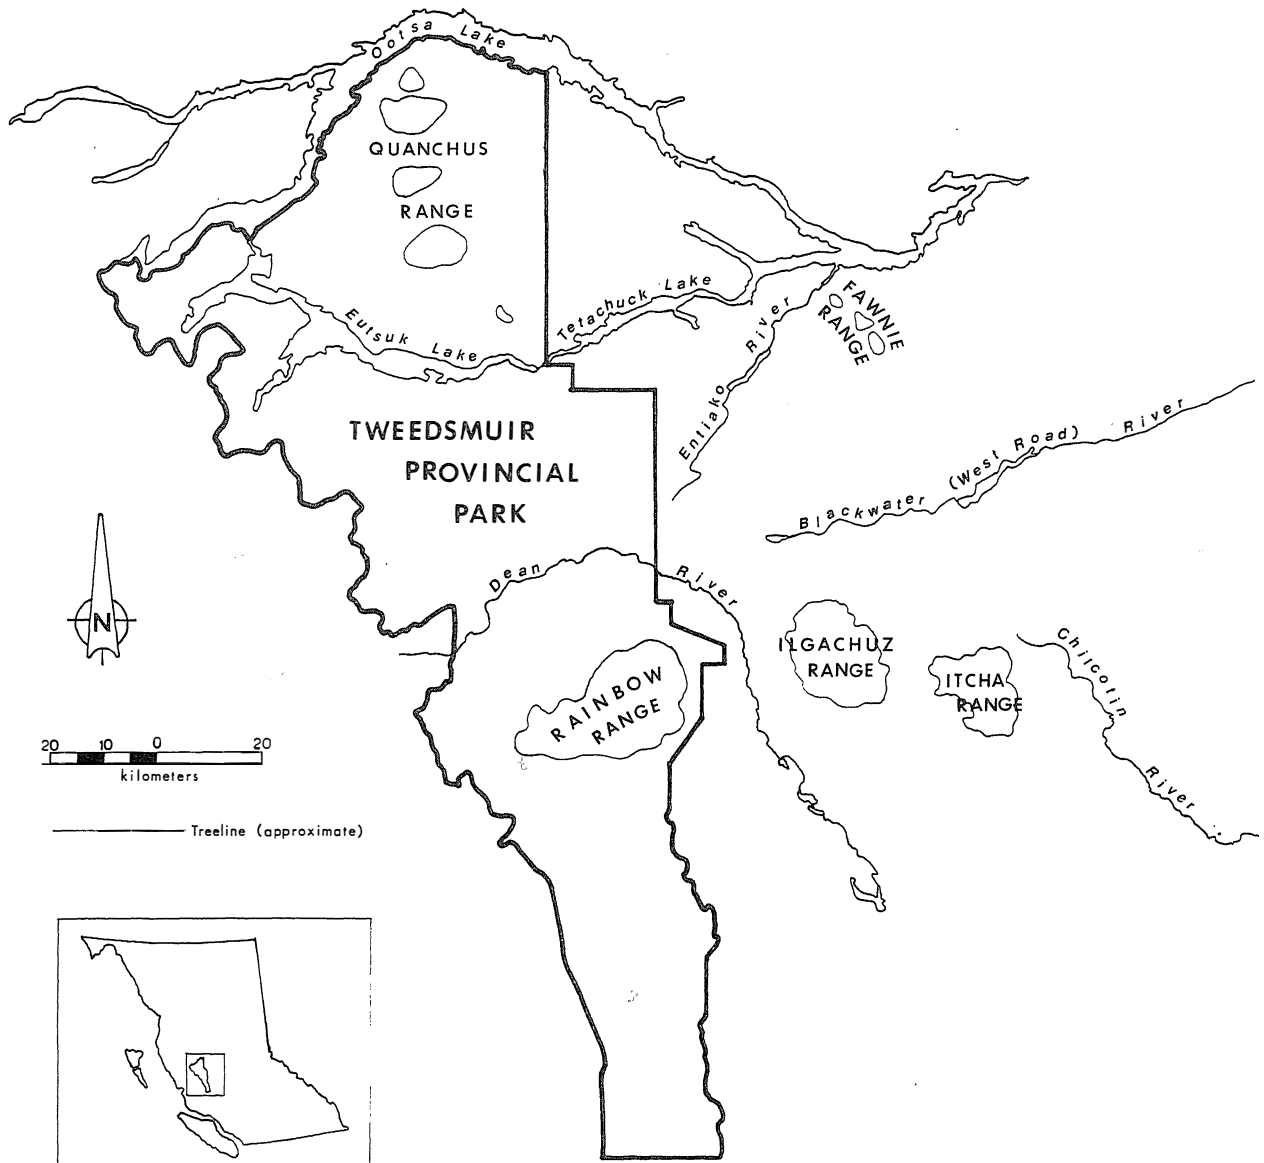 Ootsa Lake
QUANCHUS
RANGE
Eutsuk Lake
Tetachuck Lake
Entiako River
FAWNIE
RANGE
TWEEDSMUIR
PROVINCIAL
PARK
Blackwater (West Road) River
Dean River
ILGACHUZ
RANGE
ITCHA
RANGE
Chilcotin River
RAINBOW
RANGE
N
20 10 0 20
kilometers
Treeline (approximate)